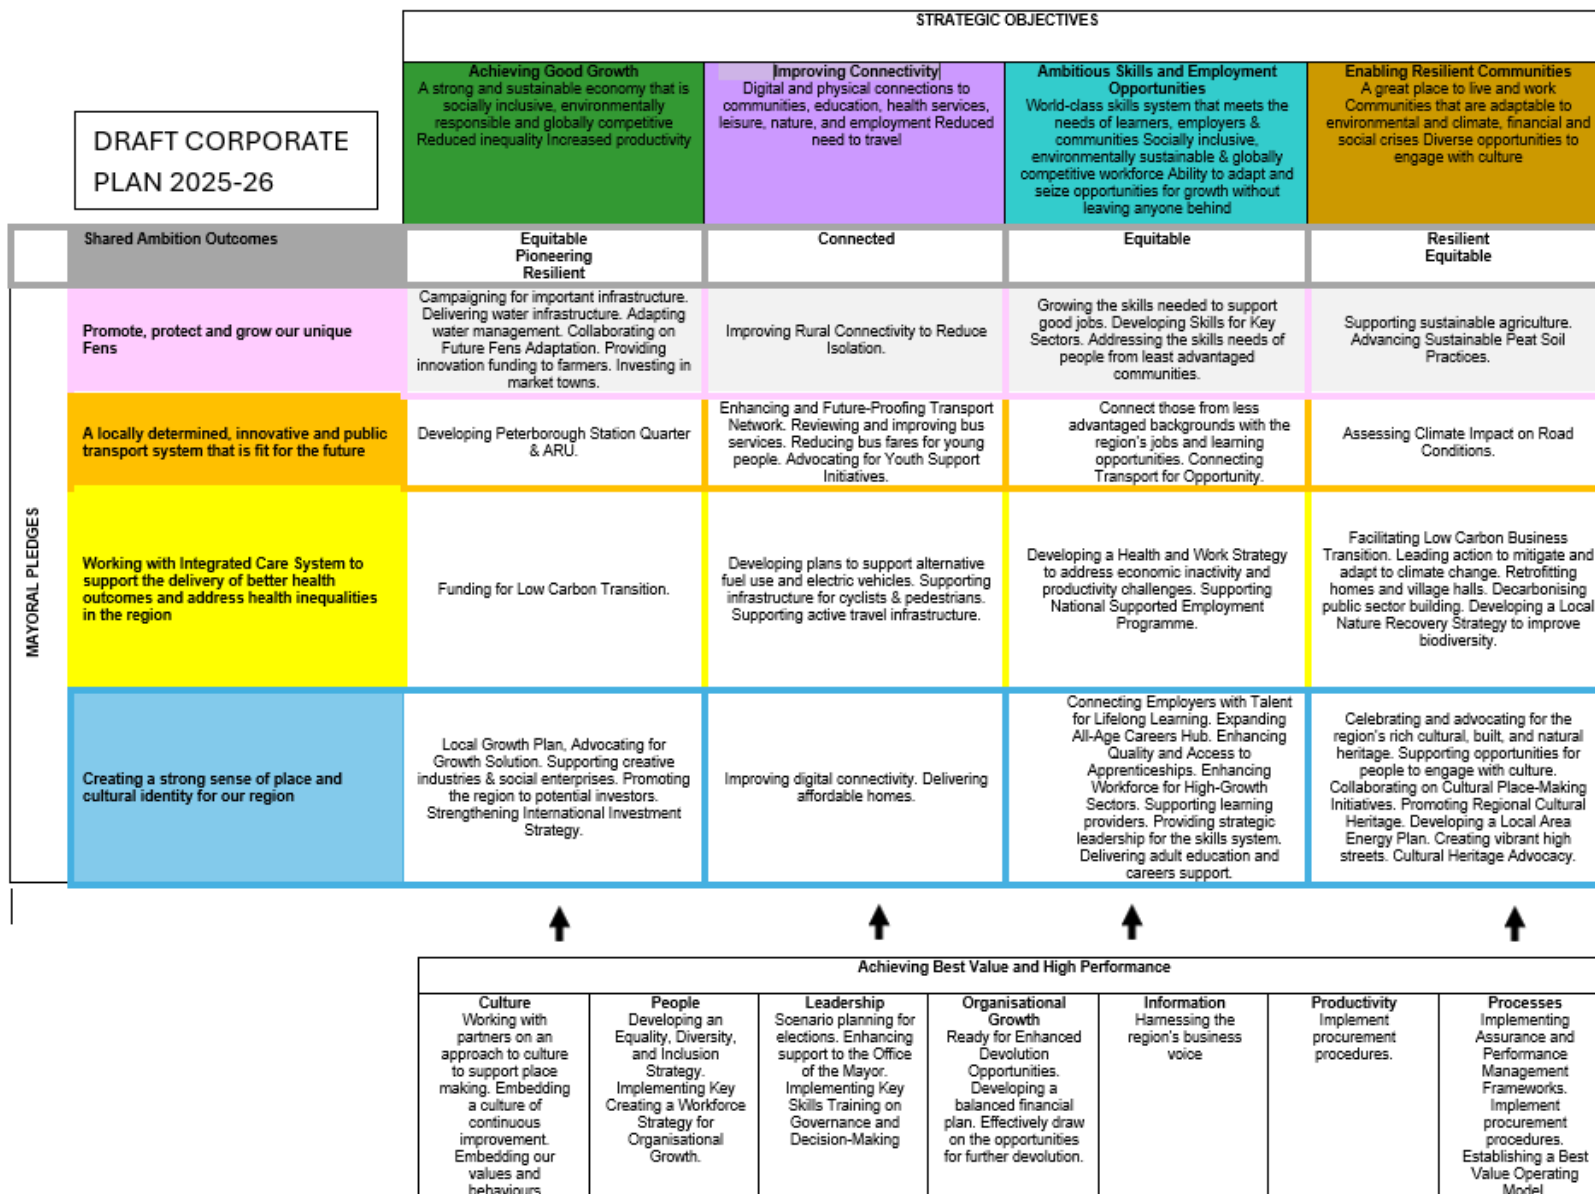 STRATEGIC OBJECTIVES
DRAFT CORPORATE
PLAN 2025-26
Achieving Good Growth
A strong and sustainable economy that is
socially inclusive, environmentally
responsible and globally competitive
Reduced inequality Increased productivity
Improving Connectivity
Digital and physical connections to
communities, education, health services,
leisure, nature, and employment Reduced
need to travel
Ambitious Skills and Employment
Opportunities
World-class skills system that meets the
needs of learners, employers &
communities Socially inclusive,
environmentally sustainable & globally
competitive workforce Ability to adapt and
seize opportunities for growth without
leaving anyone behind
Enabling Resilient Communities
A great place to live and work
Communities that are adaptable to
environmental and climate, financial and
social crises Diverse opportunities to
engage with culture
Shared Ambition Outcomes
Equitable
Pioneering
Resilient
Connected
Equitable
Resilient
Equitable
MAYORAL PLEDGES
Promote, protect and grow our unique
Fens
Campaigning for important infrastructure.
Delivering water infrastructure. Adapting
water management. Collaborating on
Future Fens Adaptation. Providing
innovation funding to farmers. Investing in
market towns.
Improving Rural Connectivity to Reduce
Isolation.
Growing the skills needed to support
good jobs. Developing Skills for Key
Sectors. Addressing the skills needs of
people from least advantaged
communities.
Supporting sustainable agriculture.
Advancing Sustainable Peat Soil
Practices.
A locally determined, innovative and public
transport system that is fit for the future
Developing Peterborough Station Quarter
& ARU.
Enhancing and Future-Proofing Transport
Network. Reviewing and improving bus
services. Reducing bus fares for young
people. Advocating for Youth Support
Initiatives.
Connect those from less
advantaged backgrounds with the
region's jobs and learning
opportunities. Connecting
Transport for Opportunity.
Assessing Climate Impact on Road
Conditions.
Working with Integrated Care System to
support the delivery of better health
outcomes and address health inequalities
in the region
Funding for Low Carbon Transition.
Developing plans to support alternative
fuel use and electric vehicles. Supporting
infrastructure for cyclists & pedestrians.
Supporting active travel infrastructure.
Developing a Health and Work Strategy
to address economic inactivity and
productivity challenges. Supporting
National Supported Employment
Programme.
Facilitating Low Carbon Business
Transition. Leading action to mitigate and
adapt to climate change. Retrofitting
homes and village halls. Decarbonising
public sector building. Developing a Local
Nature Recovery Strategy to improve
biodiversity.
Creating a strong sense of place and
cultural identity for our region
Local Growth Plan, Advocating for
Growth Solution. Supporting creative
industries & social enterprises. Promoting
the region to potential investors.
Strengthening International Investment
Strategy.
Improving digital connectivity. Delivering
affordable homes.
Connecting Employers with Talent
for Lifelong Learning. Expanding
All-Age Careers Hub. Enhancing
Quality and Access to
Apprenticeships. Enhancing
Workforce for High-Growth
Sectors. Supporting learning
providers. Providing strategic
leadership for the skills system.
Delivering adult education and
careers support.
Celebrating and advocating for the
region's rich cultural, built, and natural
heritage. Supporting opportunities for
people to engage with culture.
Collaborating on Cultural Place-Making
Initiatives. Promoting Regional Cultural
Heritage. Developing a Local Area
Energy Plan. Creating vibrant high
streets. Cultural Heritage Advocacy.
Achieving Best Value and High Performance
Culture
Working with
partners on an
approach to culture
to support place
making. Embedding
a culture of
continuous
improvement.
Embedding our
values and
behaviours
People
Developing an
Equality, Diversity,
and Inclusion
Strategy.
Implementing Key
Creating a Workforce
Strategy for
Organisational
Growth.
Leadership
Scenario planning for
elections. Enhancing
support to the Office
of the Mayor.
Implementing Key
Skills Training on
Governance and
Decision-Making
Organisational
Growth
Ready for Enhanced
Devolution
Opportunities.
Developing a
balanced financial
plan. Effectively draw
on the opportunities
for further devolution.
Information
Harnessing the
region's business
voice
Productivity
Implement
procurement
procedures.
Processes
Implementing
Assurance and
Performance
Management
Frameworks.
Implement
procurement
procedures.
Establishing a Best
Value Operating
Model